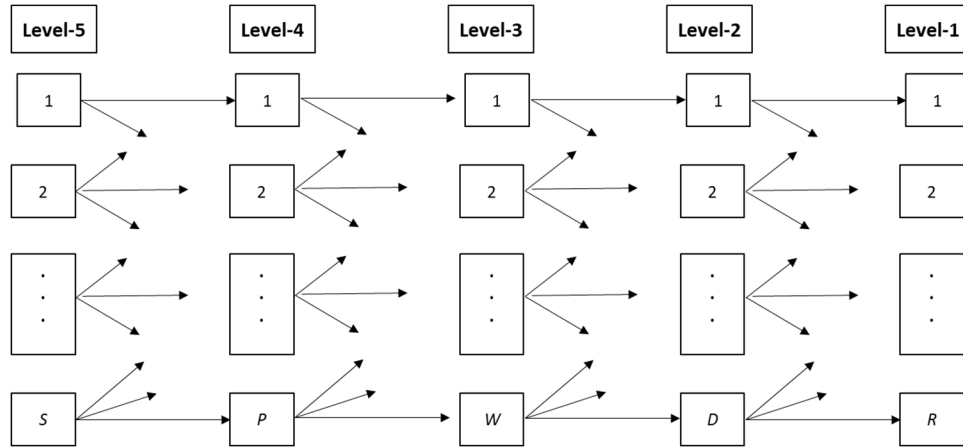 Level-5 Level-4 Level-3 Level-2 Level-1
1 1 1 1 1
2 2 2 2 2
. . . . .
. . . . .
. . . . .
S P W D R